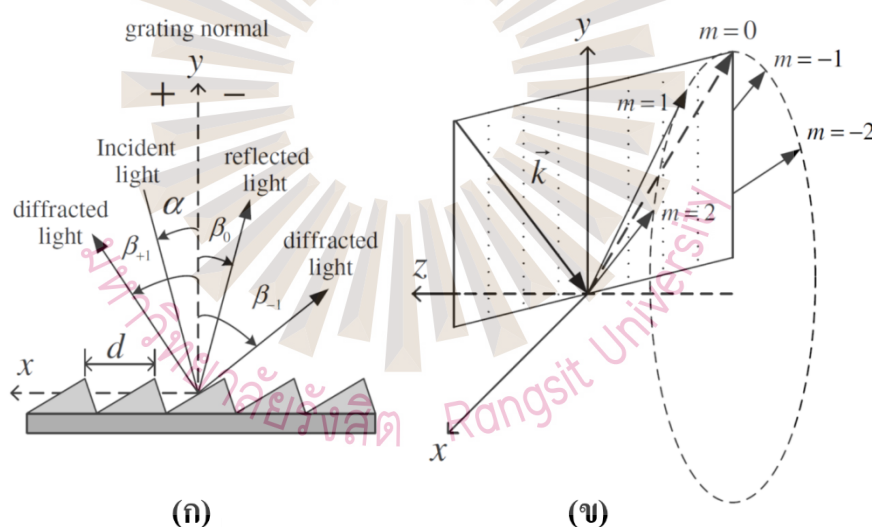 grating normal
y
+ −
Incident
light
α
β₀
reflected
light
diffracted
light
β₊₁
β₋₁
diffracted
light
x
d
(ก)
y
m=0
m=−1
m=1
m=−2
k⃗
m=2
z
x
(ข)
มหาวิทยาลัยรังสิต Rangsit University